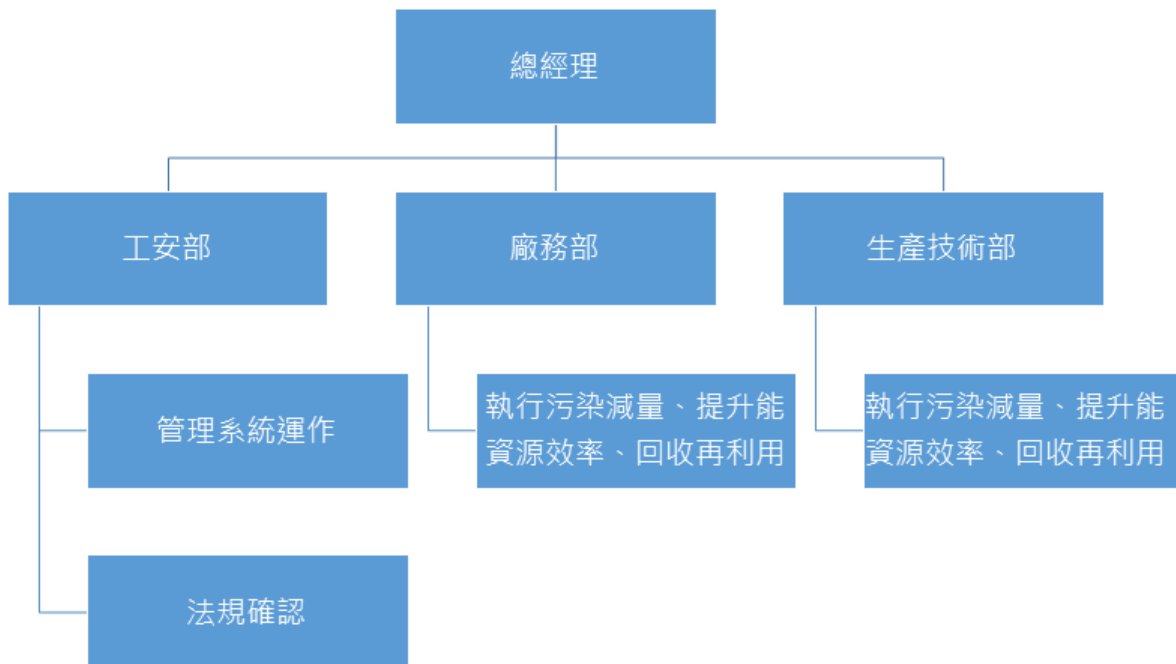 總經理
工安部
廠務部
生產技術部
管理系統運作
執行污染減量、提升能
資源效率、回收再利用
執行污染減量、提升能
資源效率、回收再利用
法規確認